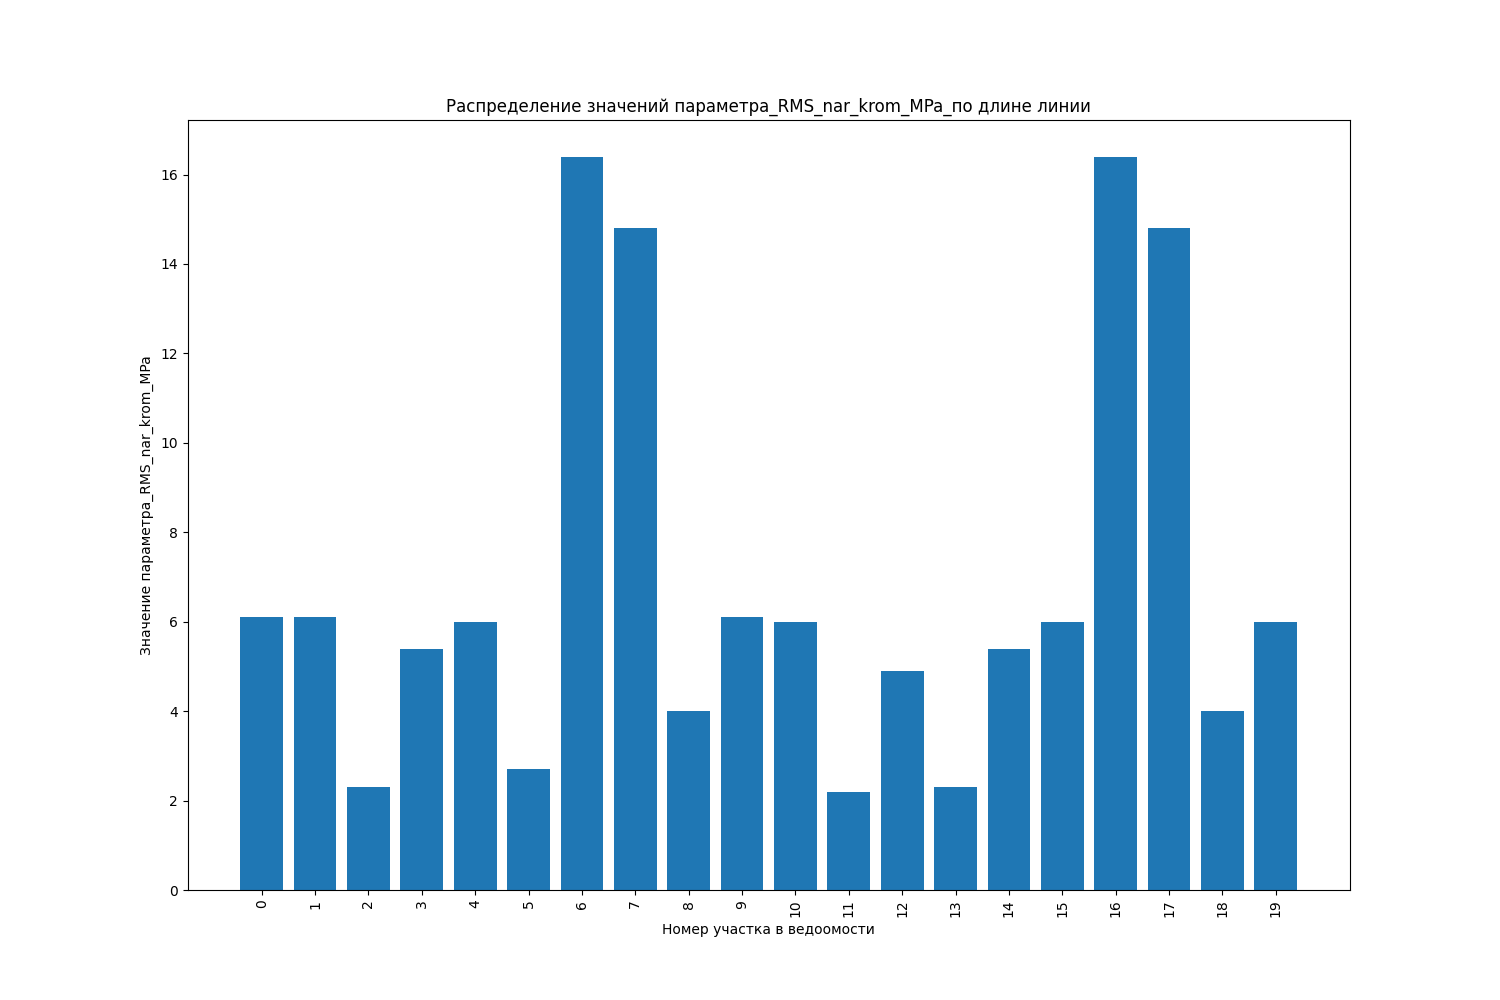 Распределение значений параметра_RMS_nar_krom_MPa_по длине линии
Значение параметра_RMS_nar_krom_MPa
16
14
12
10
8
6
4
2
0
0 1 2 3 4 5 6 7 8 9 10 11 12 13 14 15 16 17 18 19
Номер участка в ведоомости